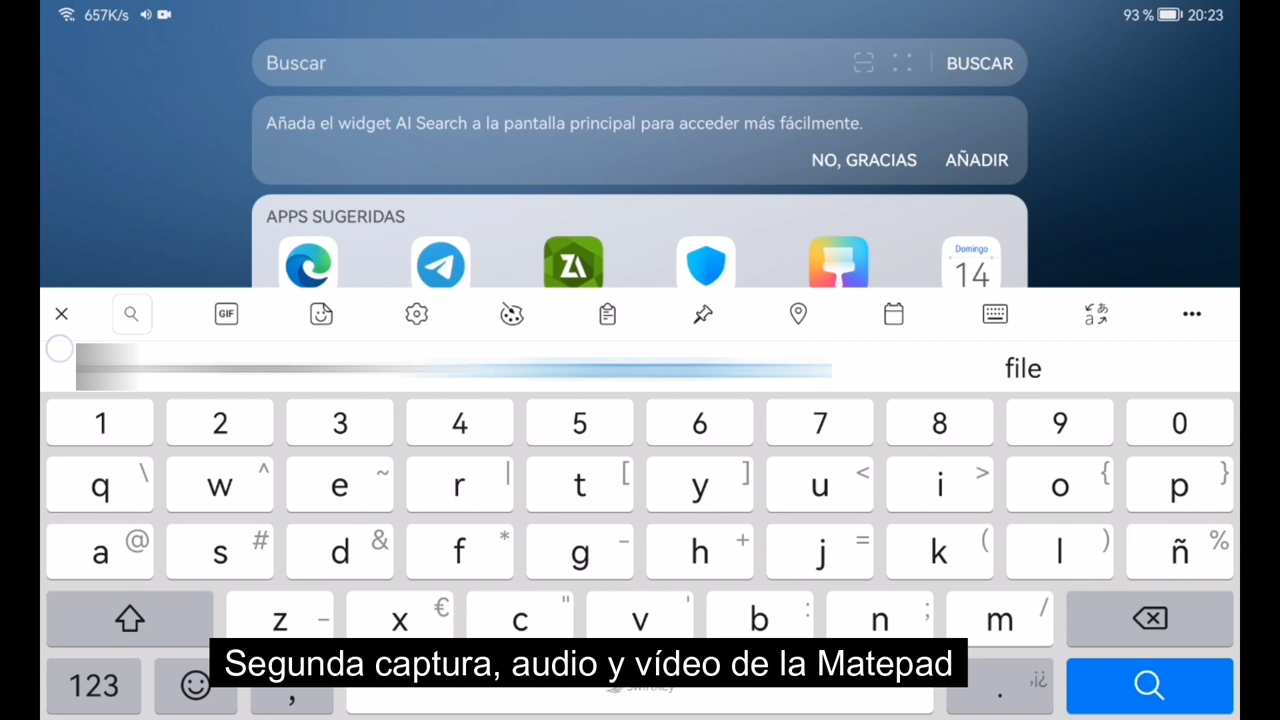 657K/s
93 % 20:23
Buscar BUSCAR
Añada el widget AI Search a la pantalla principal para acceder más fácilmente.
NO, GRACIAS AÑADIR
APPS SUGERIDAS
Domingo
14
GIF
file
1 2 3 4 5 6 7 8 9 0
q \ w ^ e ~ r | t [ y ] u < i > o { p }
a @ s # d & f * g - h + j = k ( l ) ñ %
z _ x € c " v ' b : n ; m /
Segunda captura, audio y vídeo de la Matepad
123 , . ,i¿